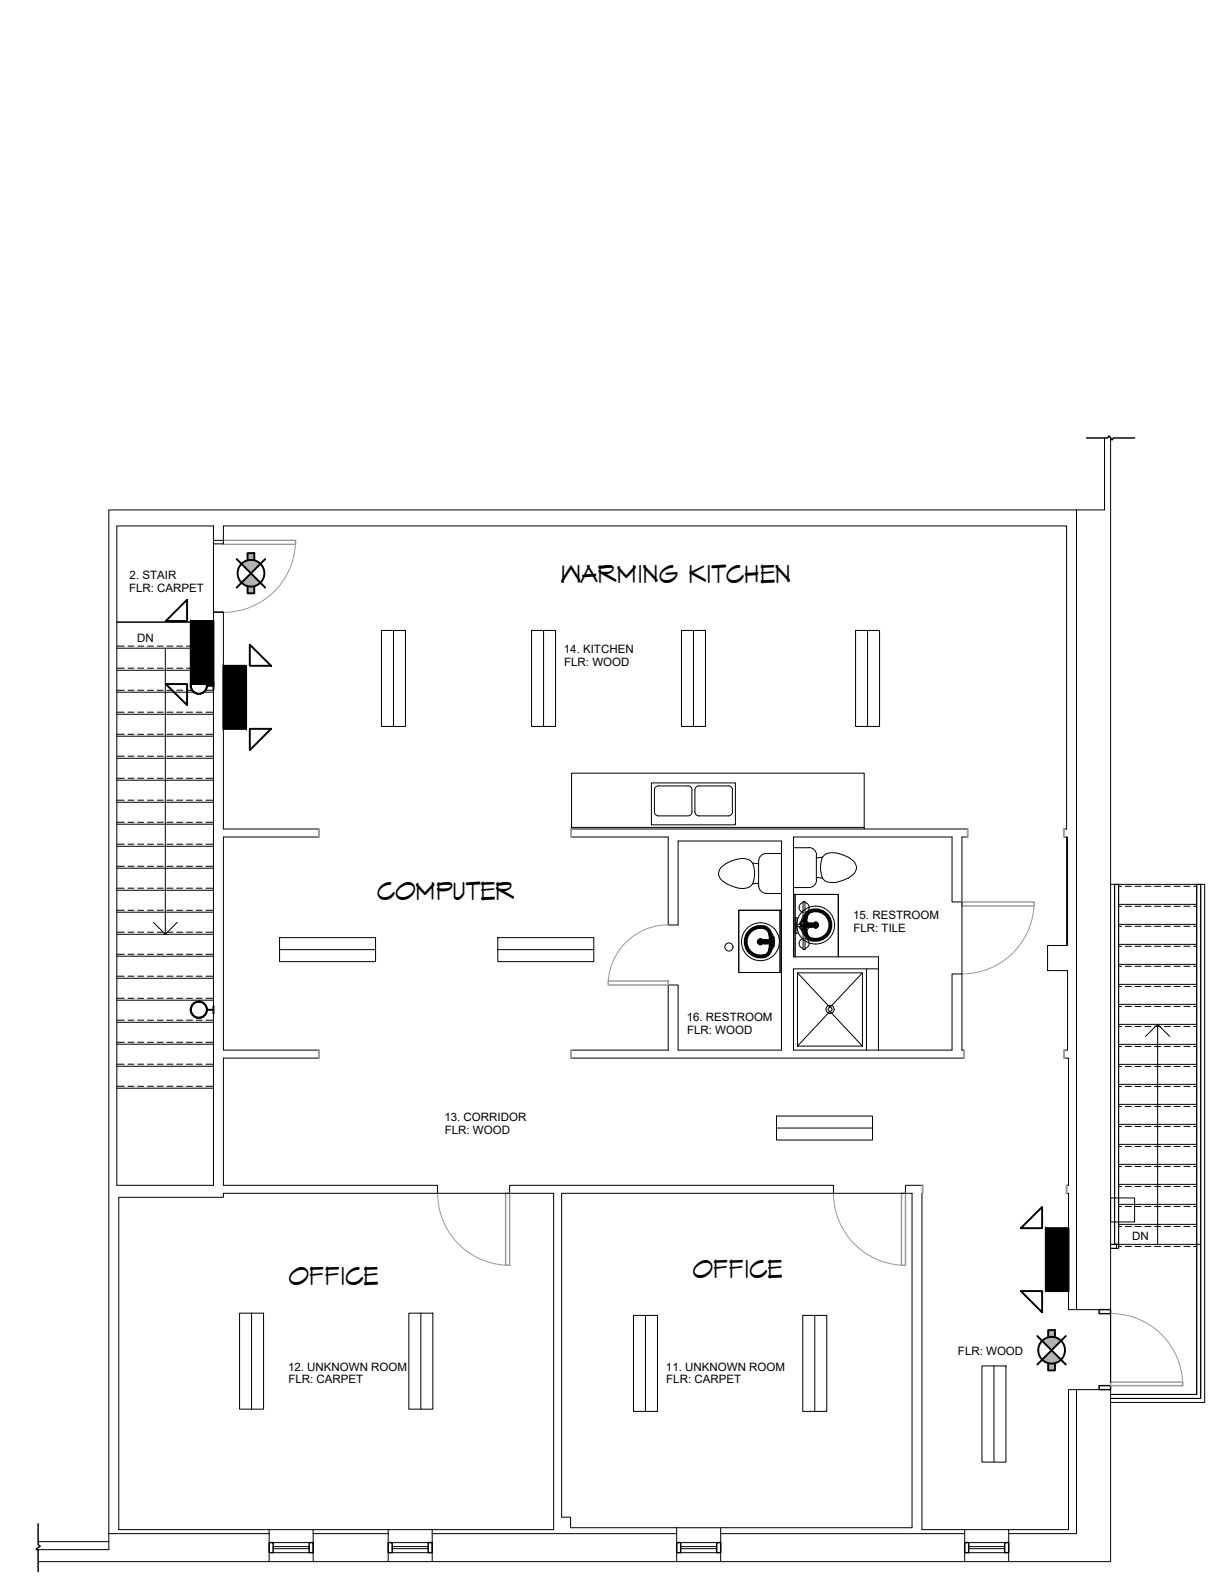 WARMING KITCHEN
2. STAIR
FLR: CARPET
DN
14. KITCHEN
FLR: WOOD
COMPUTER
15. RESTROOM
FLR: TILE
16. RESTROOM
FLR: WOOD
13. CORRIDOR
FLR: WOOD
DN
OFFICE
OFFICE
FLR: WOOD
12. UNKNOWN ROOM
FLR: CARPET
11. UNKNOWN ROOM
FLR: CARPET